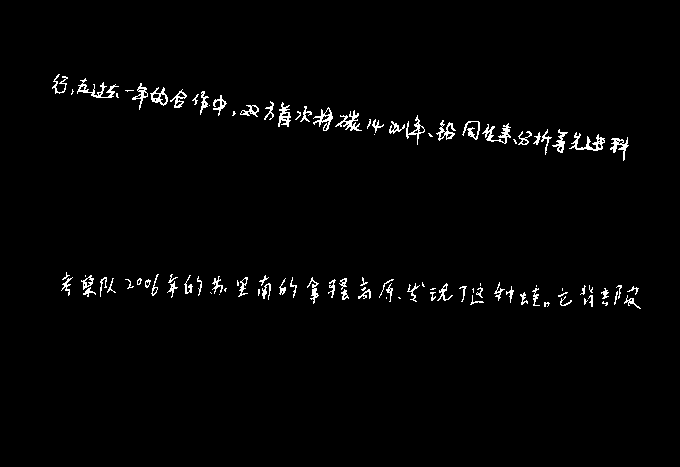 行,在过去一年的合作中,双方首次将碳14测年、铅同位素分析等先进科
考察队2006年的苏里南的拿骚高原发现了这种蛙。它背部皮